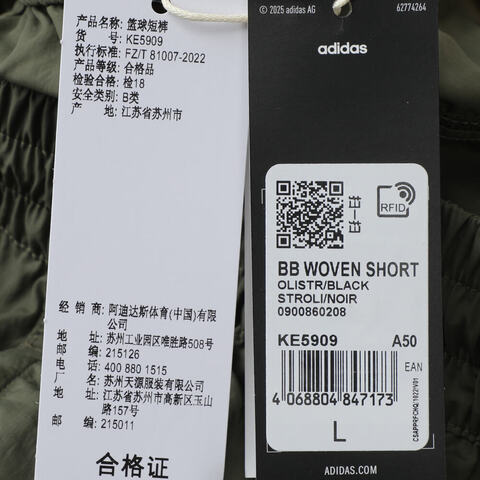 产品名称: 篮球短裤
货 号: KE5909
执行标准: FZ/T 81007-2022
产品等级: 合格品
检验合格: 检18
安全类别: B类
产 地: 江苏省苏州市
经 销 商: 阿迪达斯体育(中国)有限
公司
地 址: 苏州工业园区唯胜路508号
邮 编: 215126
电 话: 400 880 1515
制 造 商: 苏州天源服装有限公司
地 址: 江苏省苏州市高新区玉山
路157号
邮 编: 215011
合格证
© 2025 adidas AG
62774264
adidas
RFID
BB WOVEN SHORT
OLISTR/BLACK
STROLI/NOIR
0900860208
KE5909 A50
EAN
4 068804 847173
L
ADIDAS.COM